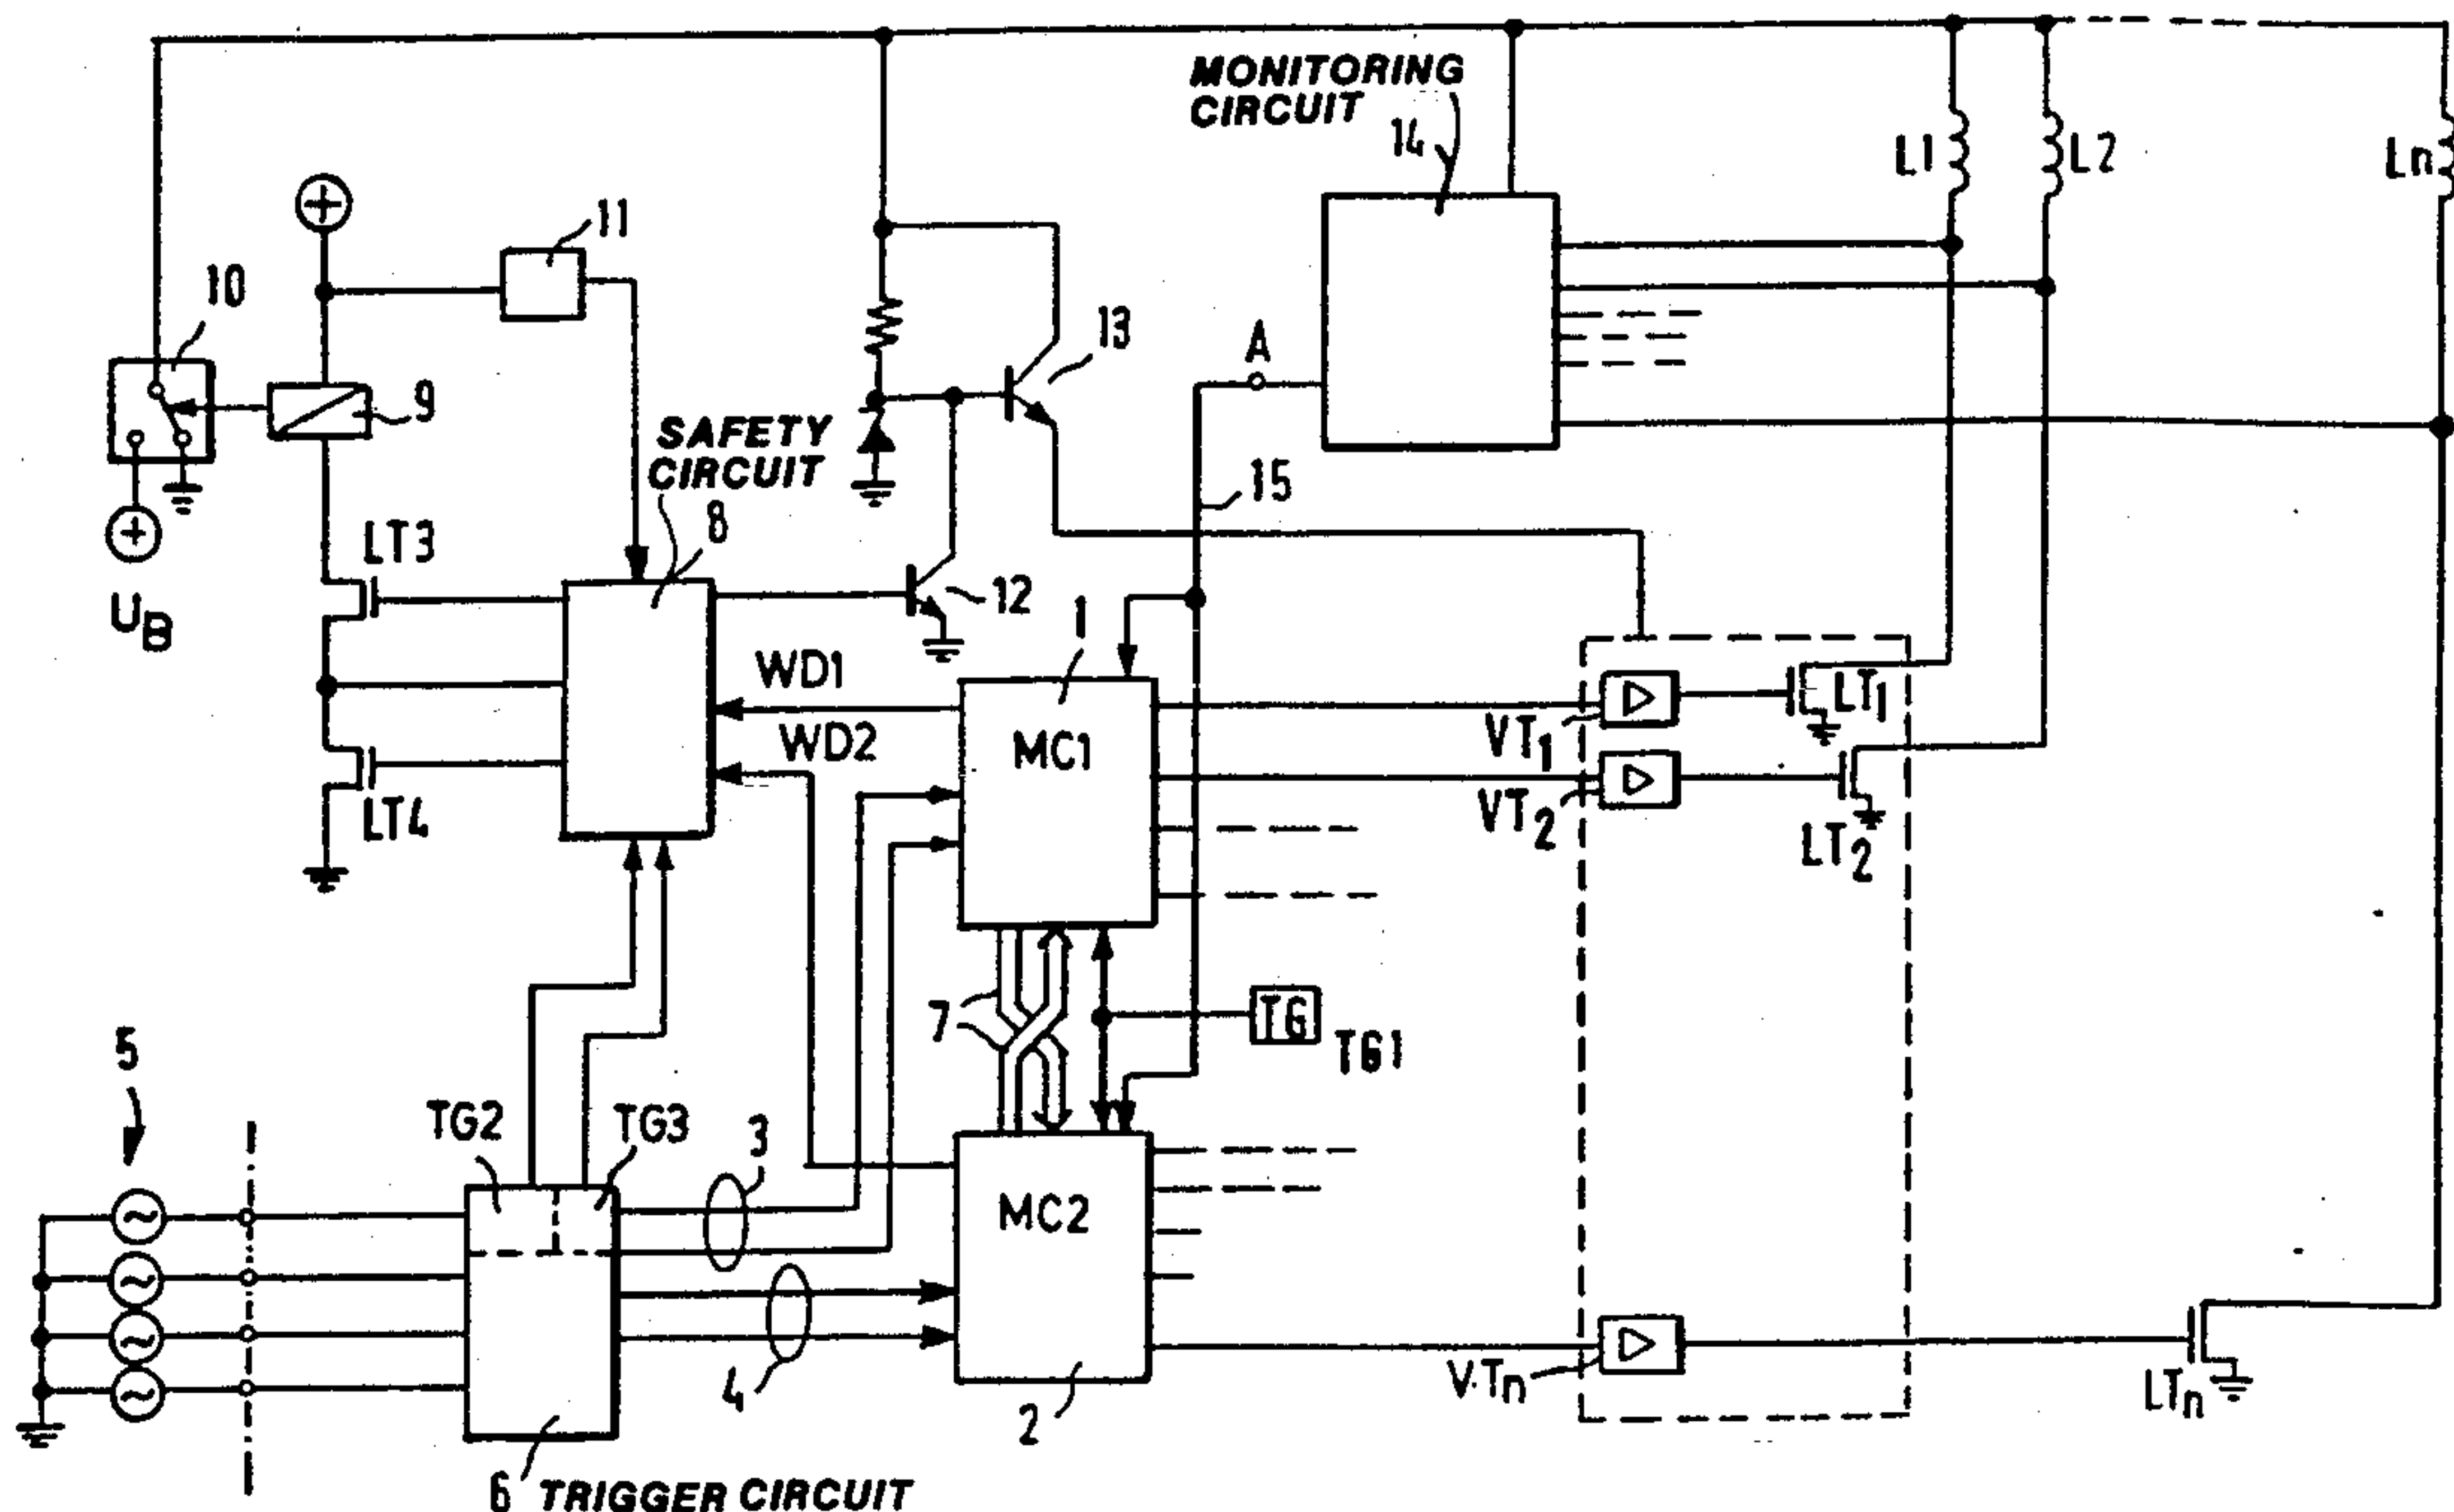 MONITORING
CIRCUIT
14
L1
L2
Ln
11
10
13
A
9
SAFETY
CIRCUIT
8
15
LT3
UB
12
1
WD1
WD2
MC1
VT1
LT1
VT2
LT2
LT4
7
TG
TG1
5
TG2
TG3
3
MC2
4
2
V.Tn
LTn
6 TRIGGER CIRCUIT